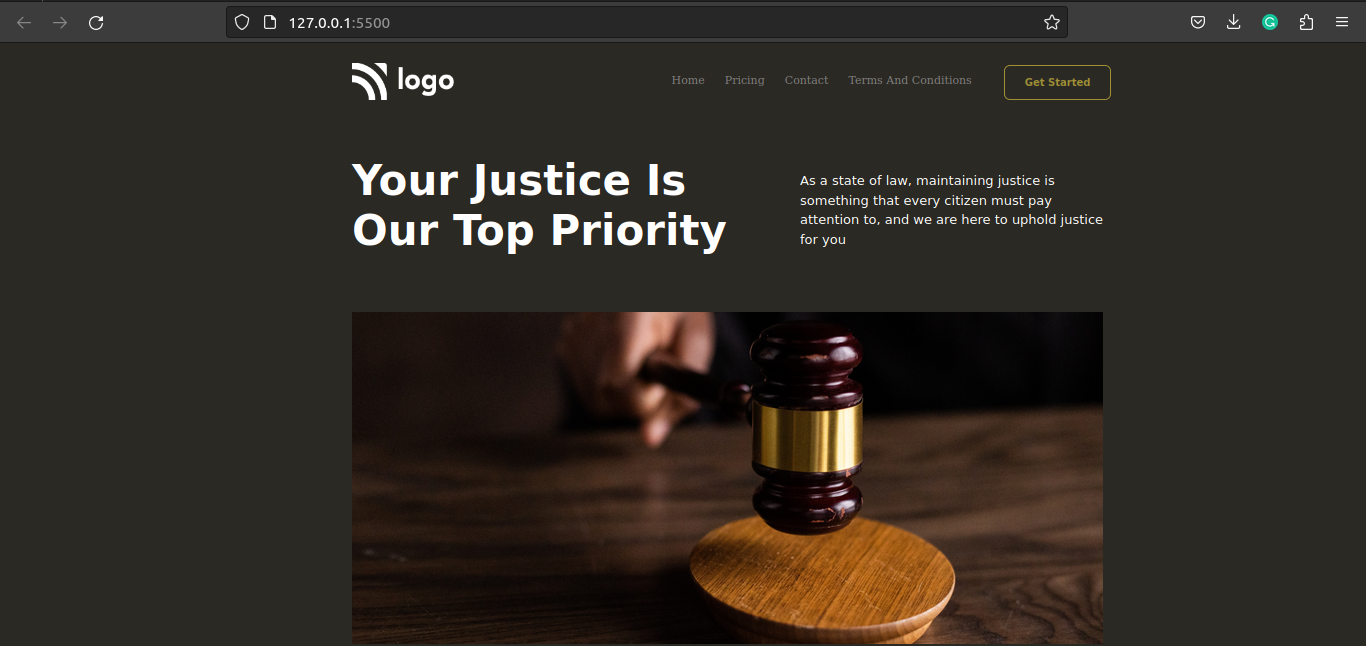 127.0.0.1:5500
logo
Home Pricing Contact Terms And Conditions Get Started
Your Justice Is
Our Top Priority
As a state of law, maintaining justice is
something that every citizen must pay
attention to, and we are here to uphold justice
for you